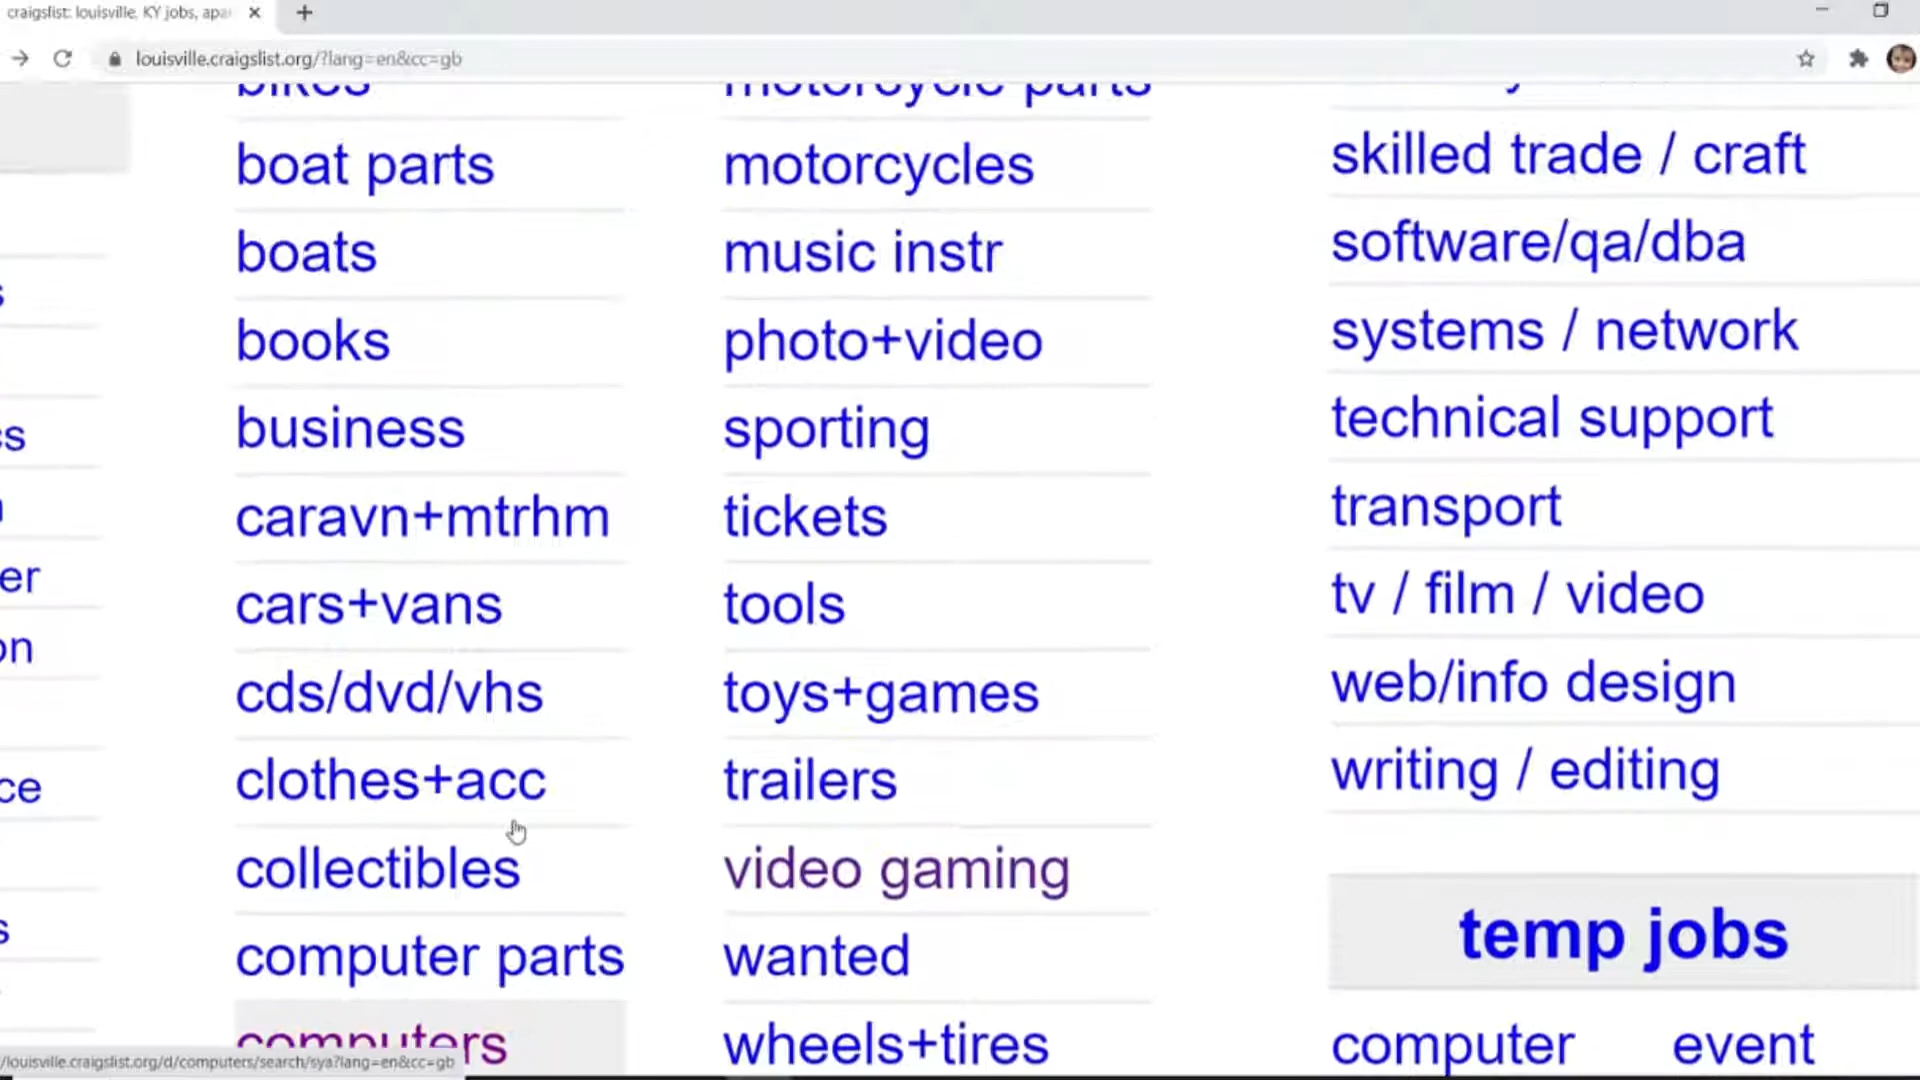 craigslist: louisville, KY jobs, apa
louisville.craigslist.org/?lang=en&cc=gb
bikes
boat parts
boats
books
business
caravn+mtrhm
cars+vans
cds/dvd/vhs
clothes+acc
collectibles
computer parts
computers
motorcycle parts
motorcycles
music instr
photo+video
sporting
tickets
tools
toys+games
trailers
video gaming
wanted
wheels+tires
skilled trade / craft
software/qa/dba
systems / network
technical support
transport
tv / film / video
web/info design
writing / editing
temp jobs
computer event
/louisville.craigslist.org/d/computers/search/sya?lang=en&cc=gb